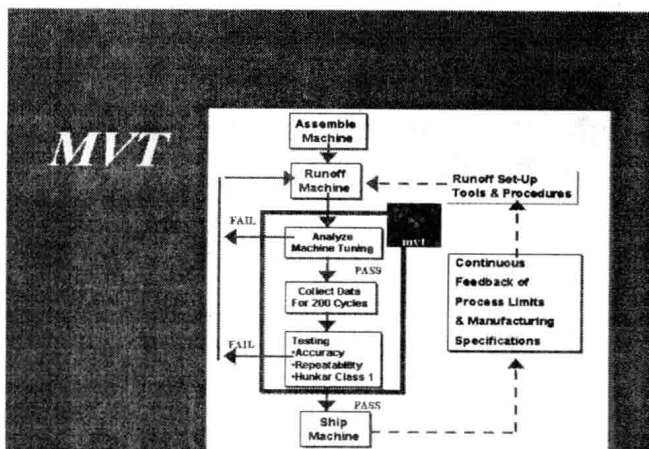 MVT
Assemble
Machine
Runoff
Machine
Runoff Set-Up
Tools & Procedures
FAIL
mvt
Analyze
Machine Tuning
PASS
Collect Data
For 200 Cycles
Continuous
Feedback of
Process Limits
& Manufacturing
Specifications
FAIL
Testing
•Accuracy
•Repeatability
•Hunkar Class 1
PASS
Ship
Machine